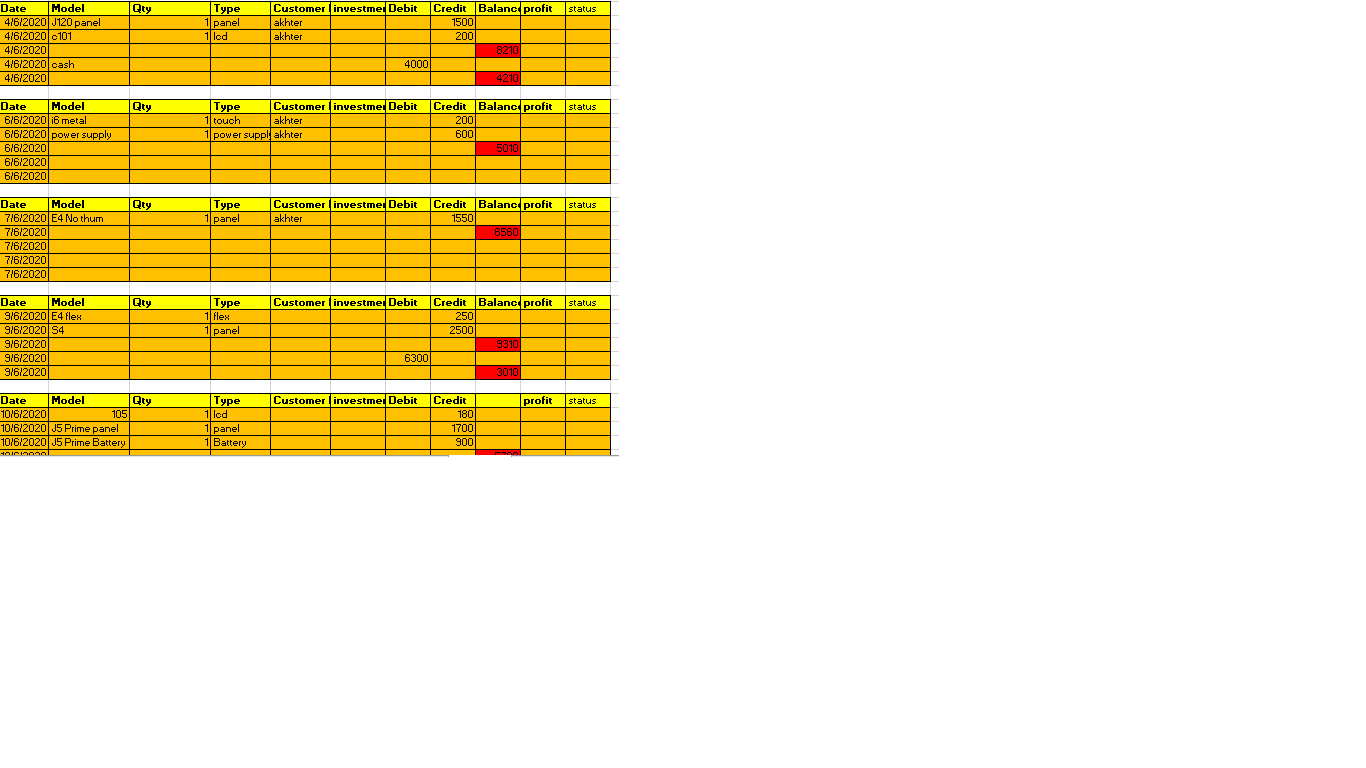 Date Model Qty Type Customer investmen Debit Credit Balance profit status
4/6/2020 J120 panel 1 panel akhter 1500
4/6/2020 c101 1 lcd akhter 200
4/6/2020 8210
4/6/2020 cash 4000
4/6/2020 4210
Date Model Qty Type Customer investmen Debit Credit Balance profit status
6/6/2020 i6 metal 1 touch akhter 200
6/6/2020 power supply 1 power supply akhter 600
6/6/2020 5010
6/6/2020
6/6/2020
Date Model Qty Type Customer investmen Debit Credit Balance profit status
7/6/2020 E4 No thum 1 panel akhter 1550
7/6/2020 6560
7/6/2020
7/6/2020
7/6/2020
Date Model Qty Type Customer investmen Debit Credit Balance profit status
9/6/2020 E4 flex 1 flex 250
9/6/2020 S4 1 panel 2500
9/6/2020 9310
9/6/2020 6300
9/6/2020 3010
Date Model Qty Type Customer investmen Debit Credit profit status
10/6/2020 105 1 lcd 180
10/6/2020 J5 Prime panel 1 panel 1700
10/6/2020 J5 Prime Battery 1 Battery 900